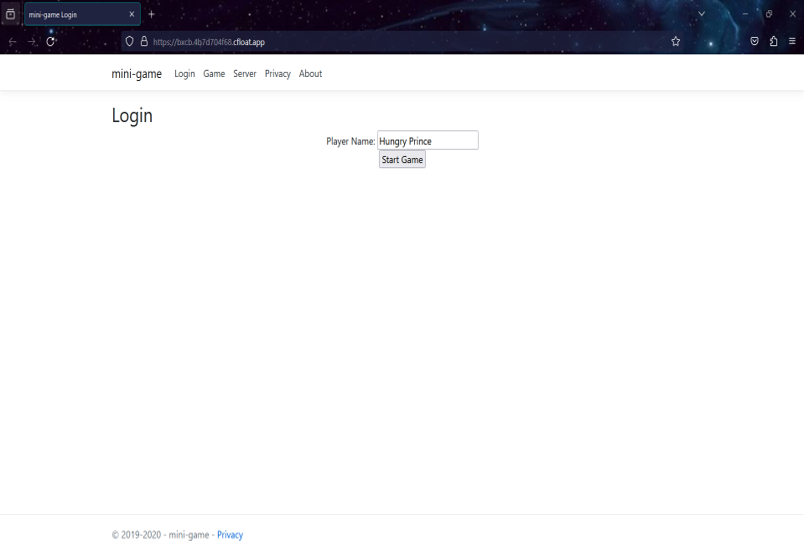 mini-game Login
https://bxcb.4b7d704f68.cfloat.app
mini-game Login Game Server Privacy About
Login
Player Name: Hungry Prince
Start Game
© 2019-2020 - mini-game - Privacy